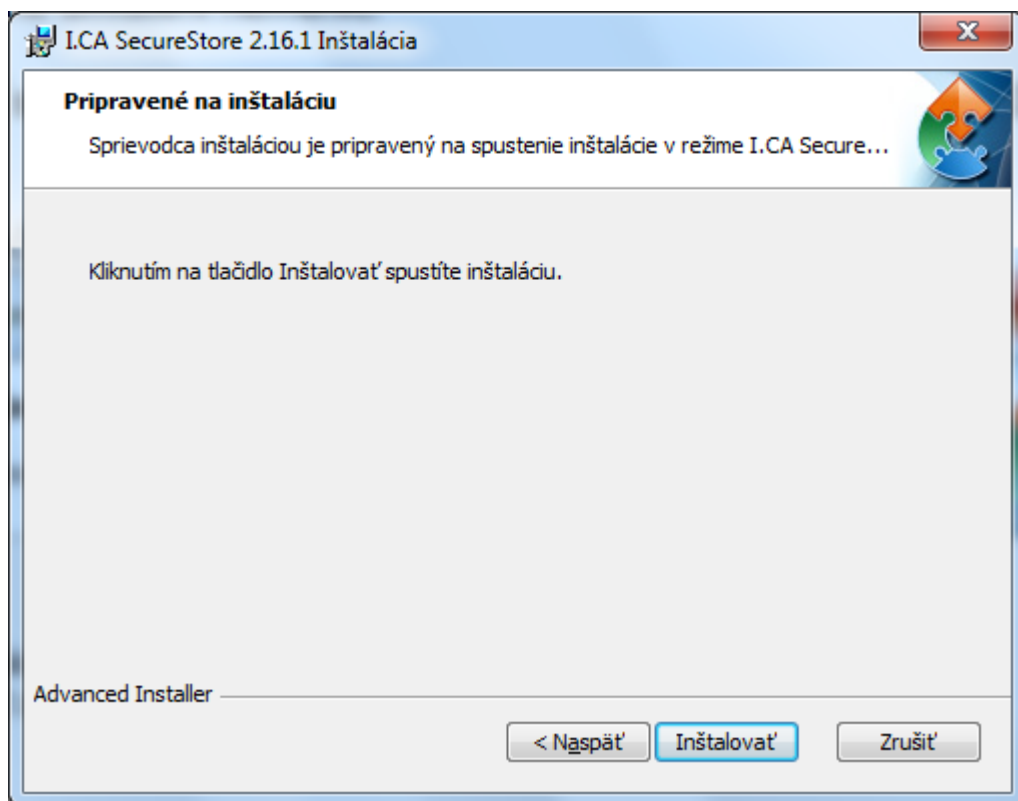 I.CA SecureStore 2.16.1 Inštalácia
Pripravené na inštaláciu
Sprievodca inštaláciou je pripravený na spustenie inštalácie v režime I.CA Secure...
Kliknutím na tlačidlo Inštalovať spustíte inštaláciu.
Advanced Installer
< Naspäť Inštalovať Zrušiť